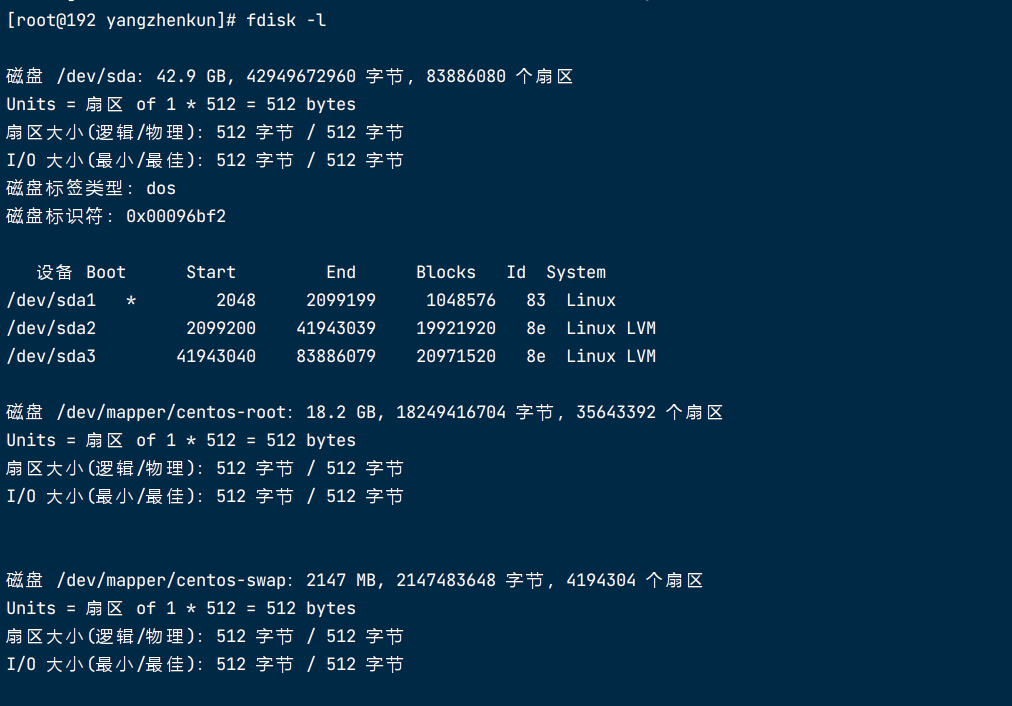 [root@192 yangzhenkun]# fdisk -l
磁盘 /dev/sda: 42.9 GB, 42949672960 字节, 83886080 个扇区
Units = 扇区 of 1 * 512 = 512 bytes
扇区大小(逻辑/物理): 512 字节 / 512 字节
I/O 大小(最小/最佳): 512 字节 / 512 字节
磁盘标签类型: dos
磁盘标识符: 0x00096bf2
设备 Boot Start End Blocks Id System
/dev/sda1 * 2048 2099199 1048576 83 Linux
/dev/sda2 2099200 41943039 19921920 8e Linux LVM
/dev/sda3 41943040 83886079 20971520 8e Linux LVM
磁盘 /dev/mapper/centos-root: 18.2 GB, 18249416704 字节, 35643392 个扇区
Units = 扇区 of 1 * 512 = 512 bytes
扇区大小(逻辑/物理): 512 字节 / 512 字节
I/O 大小(最小/最佳): 512 字节 / 512 字节
磁盘 /dev/mapper/centos-swap: 2147 MB, 2147483648 字节, 4194304 个扇区
Units = 扇区 of 1 * 512 = 512 bytes
扇区大小(逻辑/物理): 512 字节 / 512 字节
I/O 大小(最小/最佳): 512 字节 / 512 字节